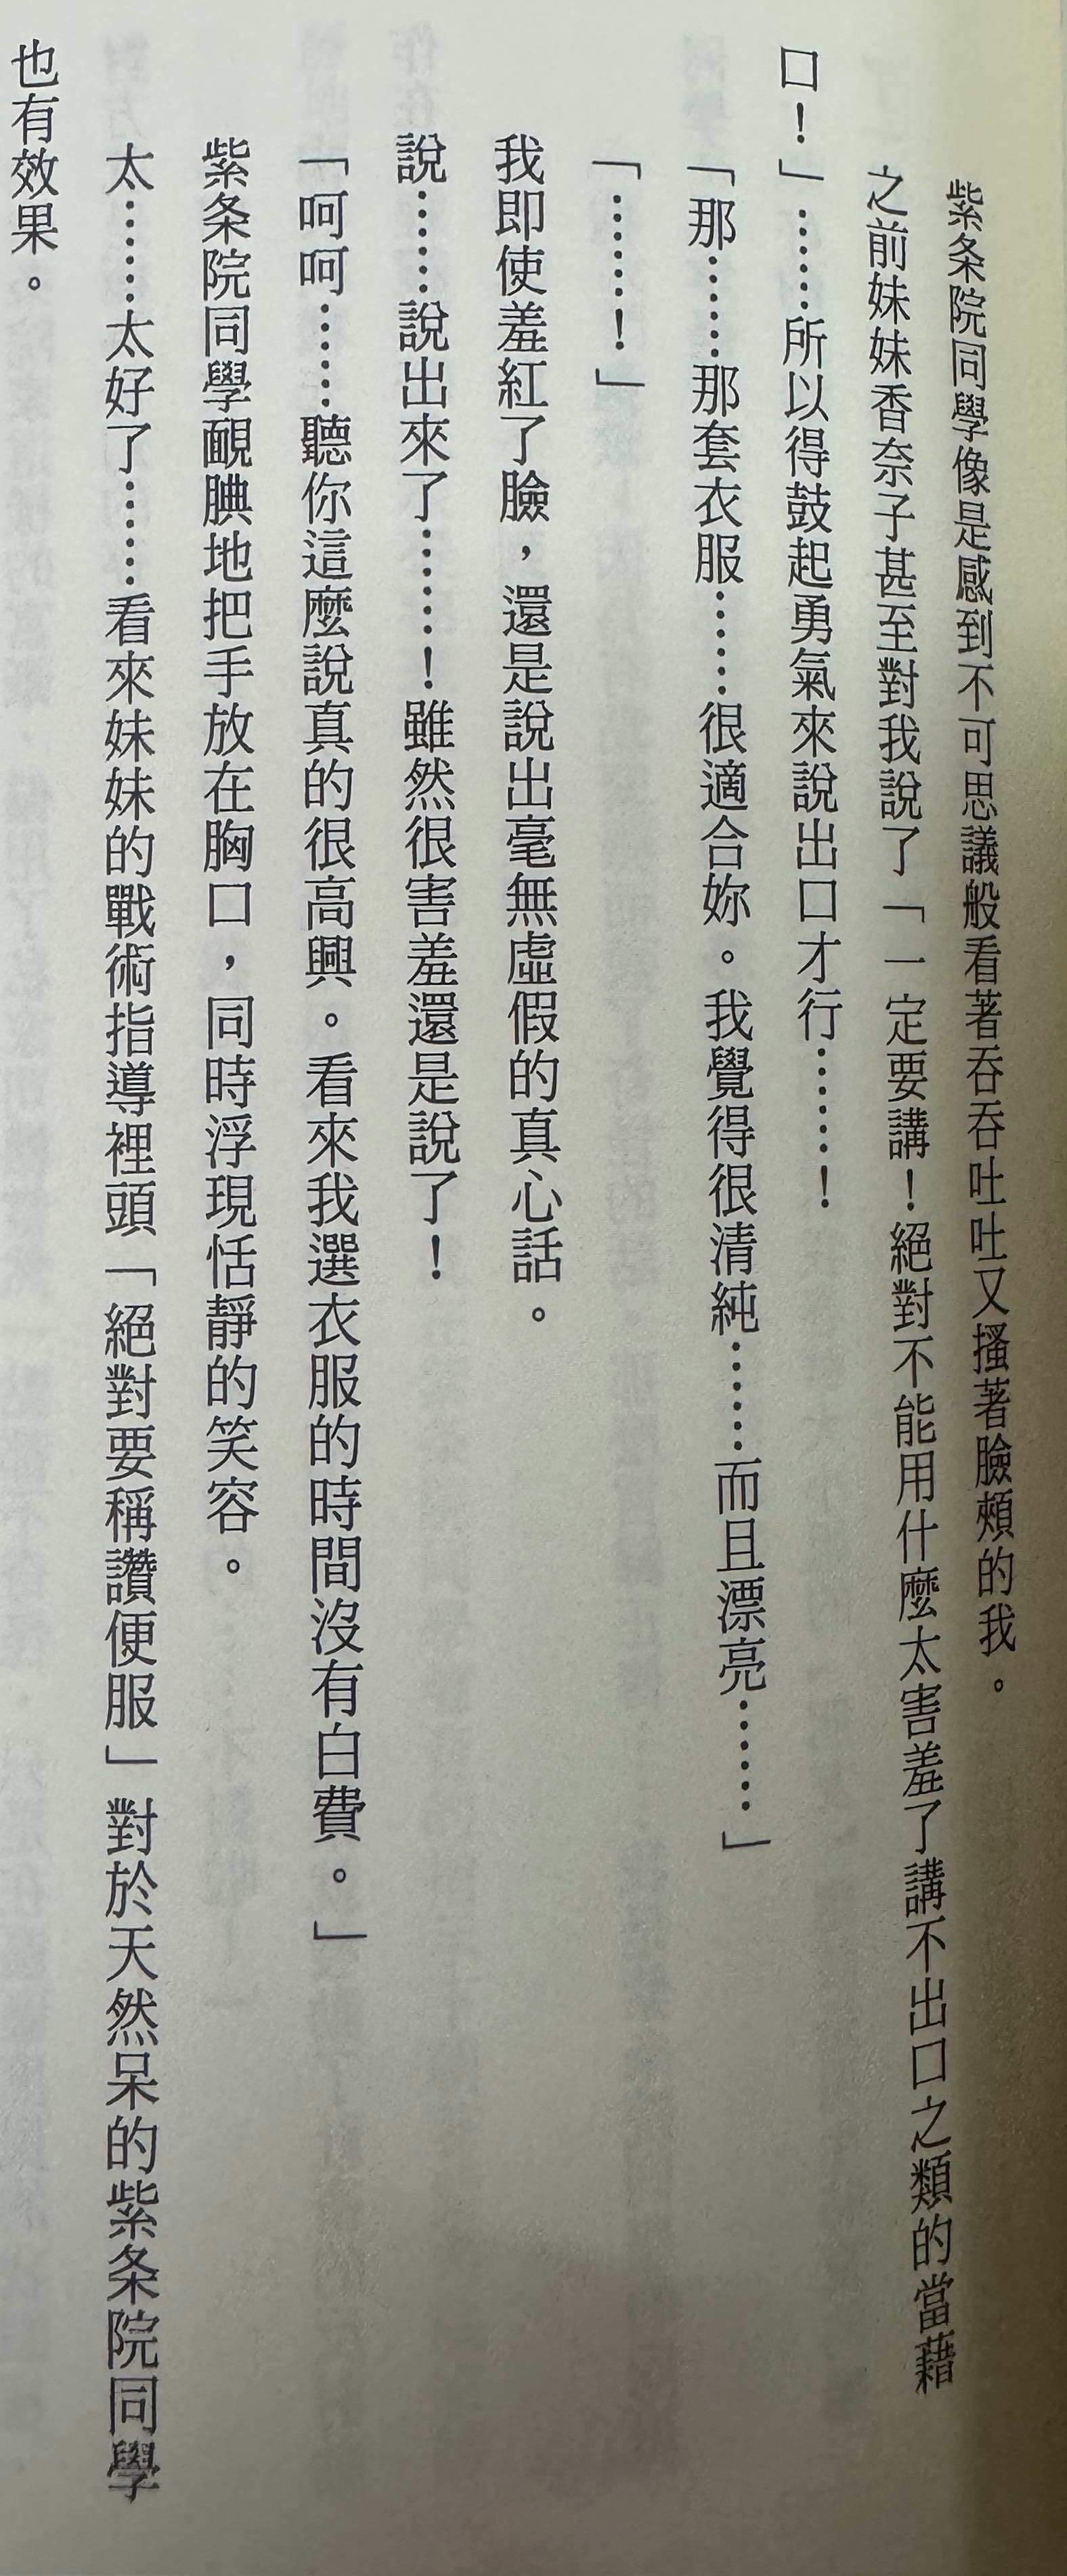 紫条院同學像是感到不可思議般看著吞吞吐吐又搔著臉頰的我。
之前妹妹香奈子甚至對我說了「一定要講！絕對不能用什麼太害羞了講不出口之類的當藉
口！」……所以得鼓起勇氣來說出口才行……！
「那……那套衣服……很適合妳。我覺得很清純……而且漂亮……」
「……！」
我即使羞紅了臉，還是說出毫無虛假的真心話。
說……說出來了……！雖然很害羞還是說了！
「呵呵……聽你這麼說真的很高興。看來我選衣服的時間沒有白費。」
紫条院同學靦腆地把手放在胸口，同時浮現恬靜的笑容。
太……太好了……看來妹妹的戰術指導裡頭「絕對要稱讚便服」對於天然呆的紫条院同學
也有效果。